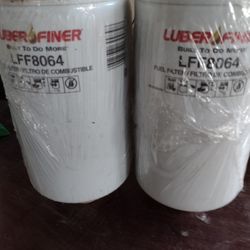 LUBERFINER
BUILT TO DO MORE
LFF8064
FUEL FILTER/FILTRO DE COMBUSTIBLE
LUBERFINER
BUILT TO DO MORE
LFF8064
FUEL FILTER/FILTRO DE COMBUSTIBLE